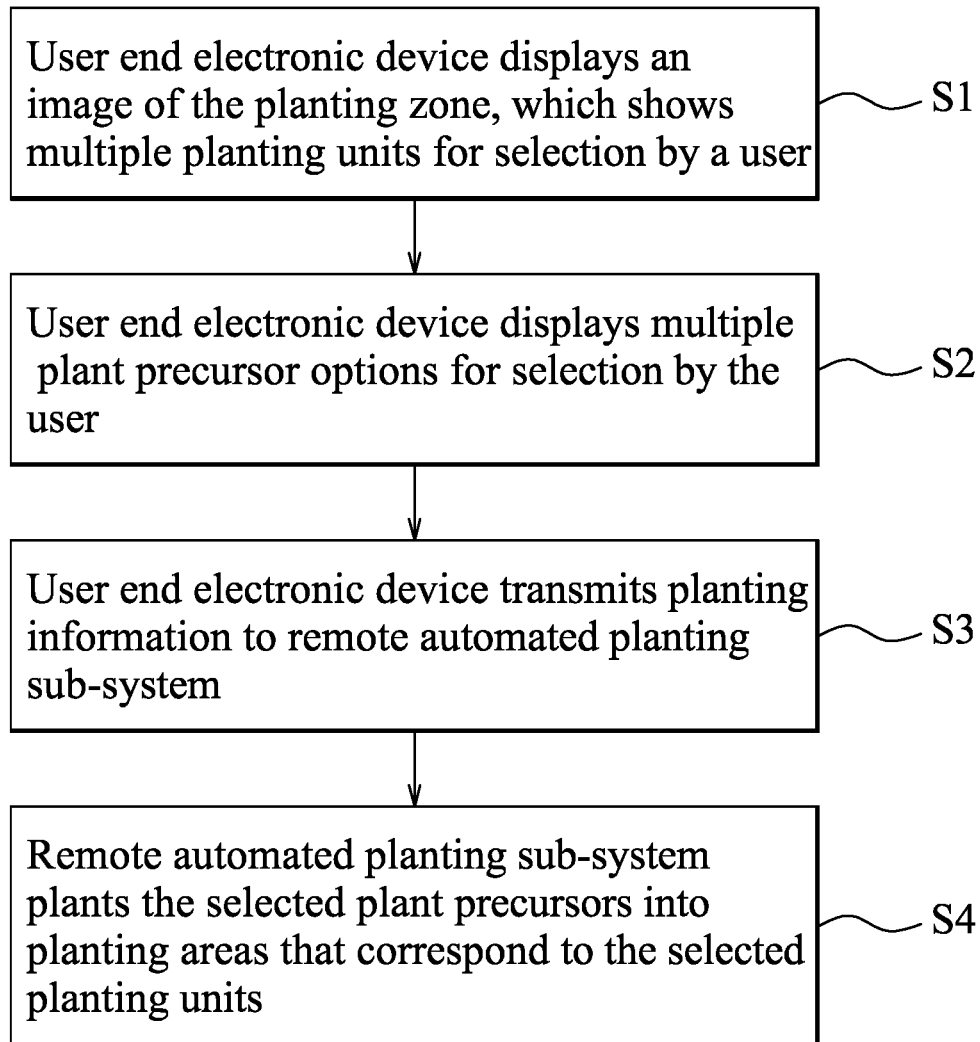 User end electronic device displays an
image of the planting zone, which shows
multiple planting units for selection by a user
S1
User end electronic device displays multiple
plant precursor options for selection by the
user
S2
User end electronic device transmits planting
information to remote automated planting
sub-system
S3
Remote automated planting sub-system
plants the selected plant precursors into
planting areas that correspond to the selected
planting units
S4